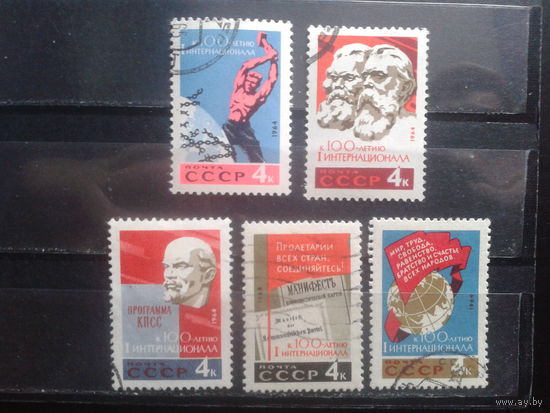 К 100-ЛЕТИЮ
I ИНТЕРНАЦИОНАЛА
1964
ПОЧТА
СССР 4к
1964
К 100-ЛЕТИЮ
I ИНТЕРНАЦИОНАЛА
ПОЧТА
СССР 4к
ПРОГРАММА
КПСС
1964
К 100-ЛЕТИЮ
I ИНТЕРНАЦИОНАЛА
ПОЧТА
СССР 4к
ПРОЛЕТАРИИ
ВСЕХ СТРАН,
СОЕДИНЯЙТЕСЬ!
1964
МАНИФЕСТЪ
К 100-ЛЕТИЮ
I ИНТЕРНАЦИОНАЛА
ПОЧТА
СССР 4к
МИР, ТРУД,
СВОБОДА,
РАВЕНСТВО,
БРАТСТВО И СЧАСТЬЕ
ВСЕХ НАРОДОВ.
1964
К 100-ЛЕТИЮ
I ИНТЕРНАЦИОНАЛА
ПОЧТА
СССР 4к
www.ay.by